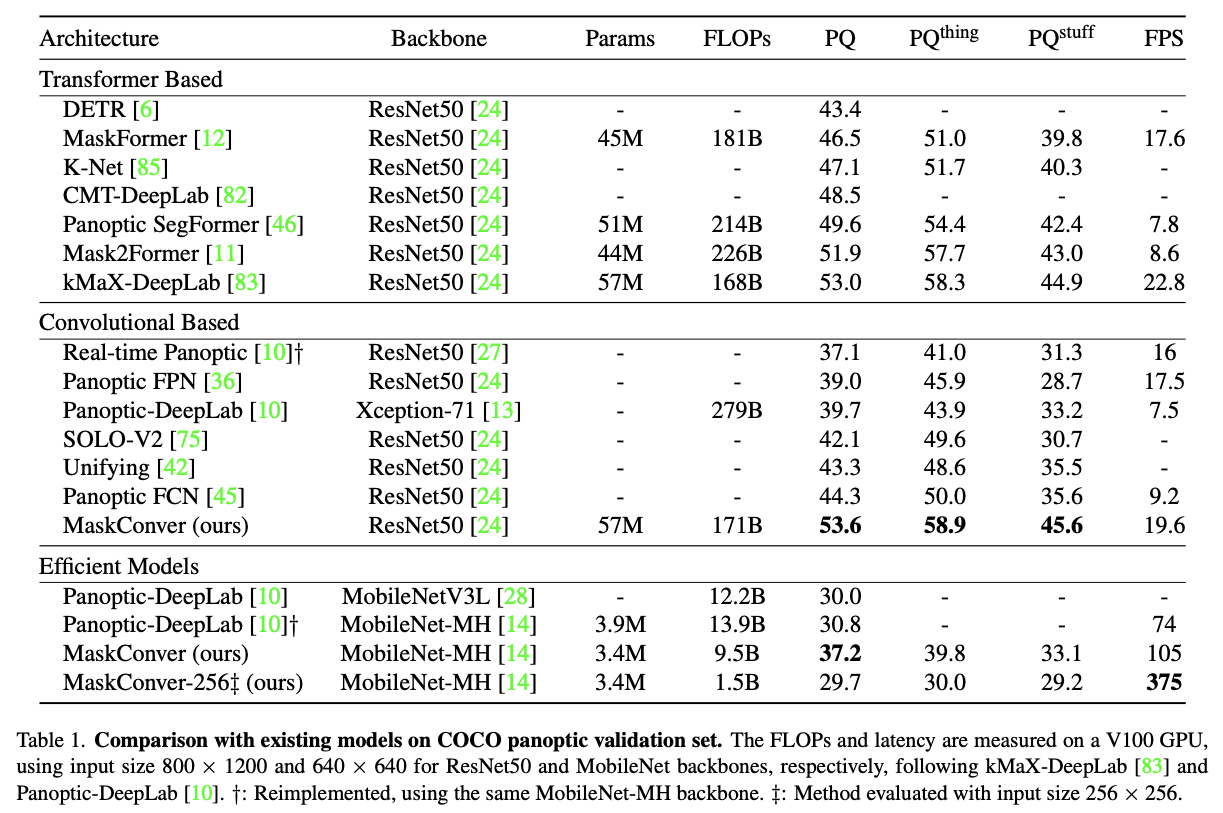 Architecture Backbone Params FLOPs PQ PQthing PQstuff FPS
Transformer Based
DETR [6] ResNet50 [24] - - 43.4 - - -
MaskFormer [12] ResNet50 [24] 45M 181B 46.5 51.0 39.8 17.6
K-Net [85] ResNet50 [24] - - 47.1 51.7 40.3 -
CMT-DeepLab [82] ResNet50 [24] - - 48.5 - - -
Panoptic SegFormer [46] ResNet50 [24] 51M 214B 49.6 54.4 42.4 7.8
Mask2Former [11] ResNet50 [24] 44M 226B 51.9 57.7 43.0 8.6
kMaX-DeepLab [83] ResNet50 [24] 57M 168B 53.0 58.3 44.9 22.8
Convolutional Based
Real-time Panoptic [10]† ResNet50 [27] - - 37.1 41.0 31.3 16
Panoptic FPN [36] ResNet50 [24] - - 39.0 45.9 28.7 17.5
Panoptic-DeepLab [10] Xception-71 [13] - 279B 39.7 43.9 33.2 7.5
SOLO-V2 [75] ResNet50 [24] - - 42.1 49.6 30.7 -
Unifying [42] ResNet50 [24] - - 43.3 48.6 35.5 -
Panoptic FCN [45] ResNet50 [24] - - 44.3 50.0 35.6 9.2
MaskConver (ours) ResNet50 [24] 57M 171B 53.6 58.9 45.6 19.6
Efficient Models
Panoptic-DeepLab [10] MobileNetV3L [28] - 12.2B 30.0 - - -
Panoptic-DeepLab [10]† MobileNet-MH [14] 3.9M 13.9B 30.8 - - 74
MaskConver (ours) MobileNet-MH [14] 3.4M 9.5B 37.2 39.8 33.1 105
MaskConver-256‡ (ours) MobileNet-MH [14] 3.4M 1.5B 29.7 30.0 29.2 375
Table 1. Comparison with existing models on COCO panoptic validation set. The FLOPs and latency are measured on a V100 GPU,
using input size 800 × 1200 and 640 × 640 for ResNet50 and MobileNet backbones, respectively, following kMaX-DeepLab [83] and
Panoptic-DeepLab [10]. †: Reimplemented, using the same MobileNet-MH backbone. ‡: Method evaluated with input size 256 × 256.